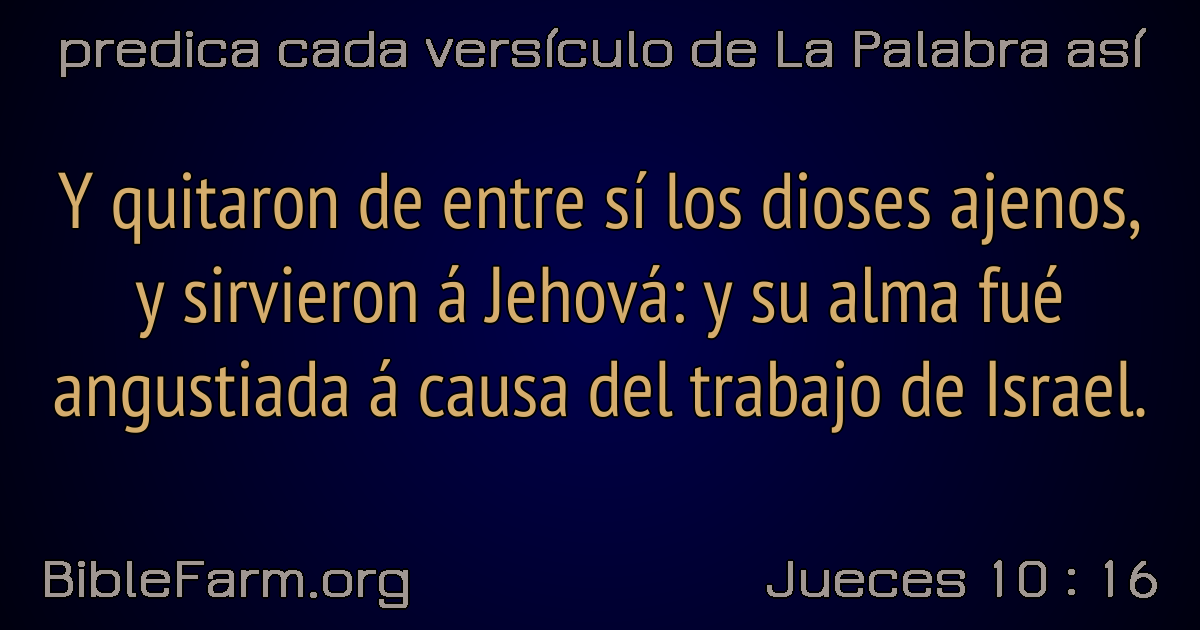 predica cada versículo de La Palabra así
Y quitaron de entre sí los dioses ajenos,
y sirvieron á Jehová: y su alma fué
angustiada á causa del trabajo de Israel.
BibleFarm.org
Jueces 10 : 16